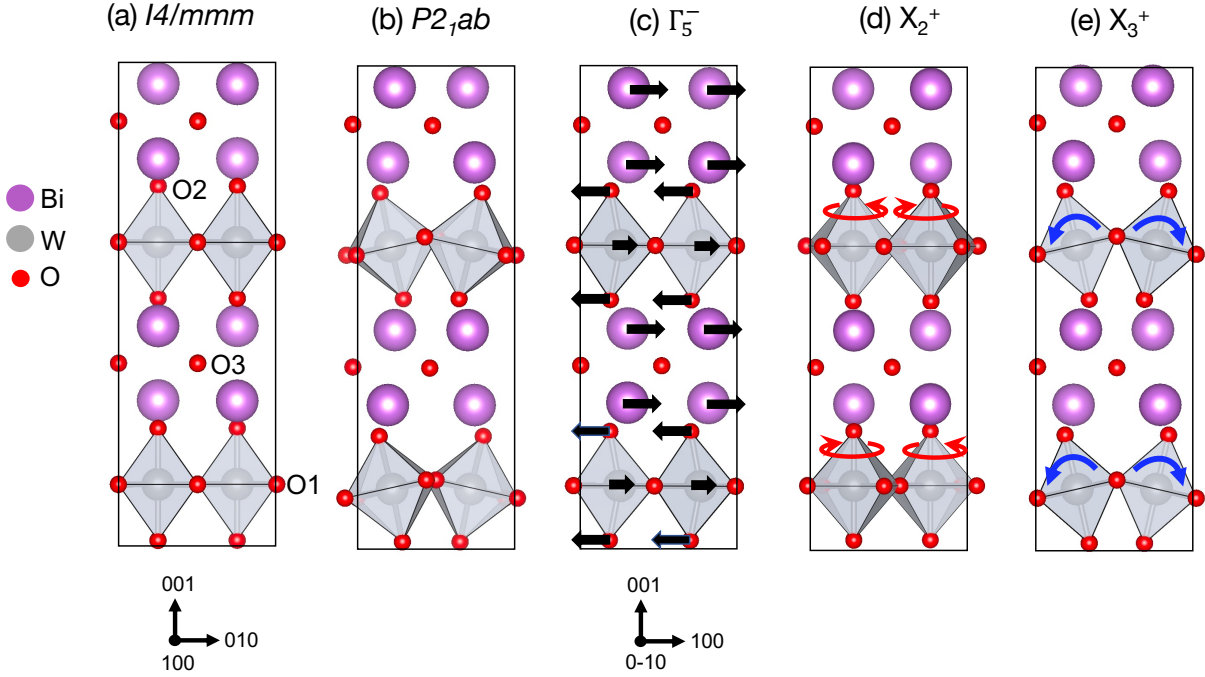 (a) I4/mmm
(b) P2₁ab
(c) Γ₅⁻
(d) X₂⁺
(e) X₃⁺
Bi
W
O
O2
O3
O1
001
010
100
001
100
0-10